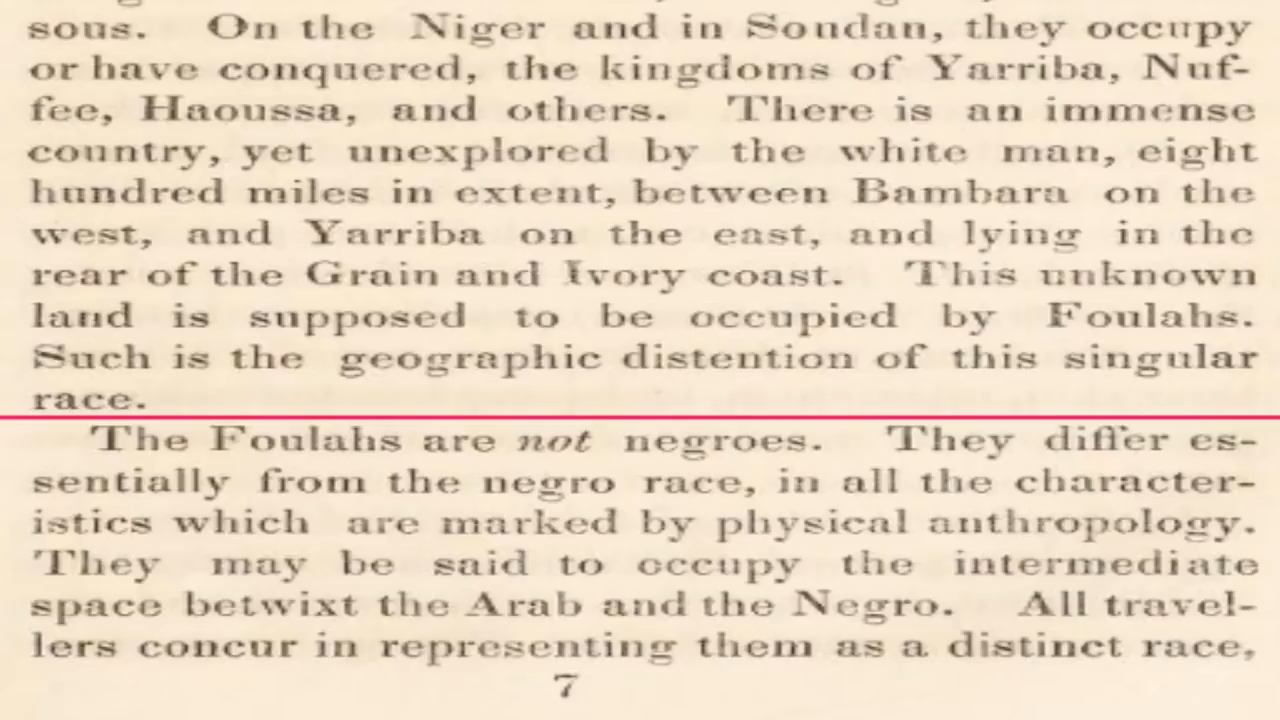 sous. On the Niger and in Soudan, they occupy
or have conquered, the kingdoms of Yarriba, Nuf-
fee, Haoussa, and others. There is an immense
country, yet unexplored by the white man, eight
hundred miles in extent, between Bambara on the
west, and Yarriba on the east, and lying in the
rear of the Grain and Ivory coast. This unknown
land is supposed to be occupied by Foulahs.
Such is the geographic distention of this singular
race.
The Foulahs are not negroes. They differ es-
sentially from the negro race, in all the character-
istics which are marked by physical anthropology.
They may be said to occupy the intermediate
space betwixt the Arab and the Negro. All travel-
lers concur in representing them as a distinct race,
7